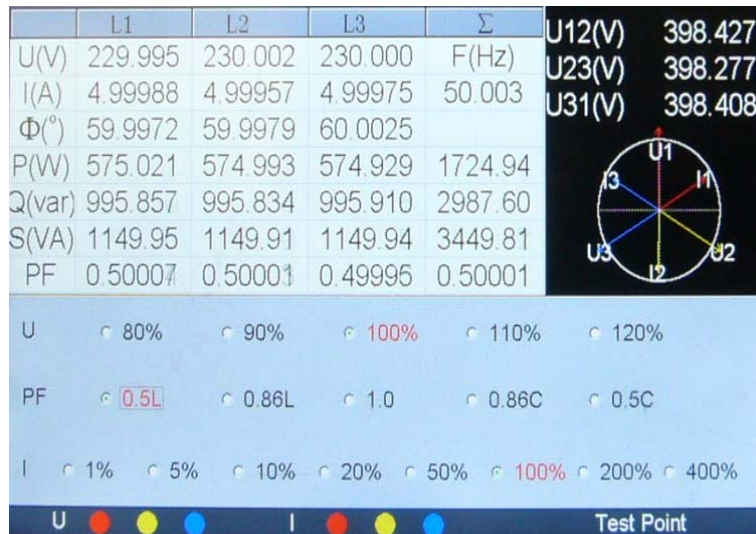 L1 L2 L3 Σ
U(V) 229.995 230.002 230.000 F(Hz)
I(A) 4.99988 4.99957 4.99975 50.003
Φ(°) 59.9972 59.9979 60.0025
P(W) 575.021 574.993 574.929 1724.94
Q(var) 995.857 995.834 995.910 2987.60
S(VA) 1149.95 1149.91 1149.94 3449.81
PF 0.50007 0.50001 0.49995 0.50001
U12(V) 398.427
U23(V) 398.277
U31(V) 398.408
U1
I3 I1
U3 I2 U2
U 80% 90% 100% 110% 120%
PF 0.5L 0.86L 1.0 0.86C 0.5C
I 1% 5% 10% 20% 50% 100% 200% 400%
U I Test Point